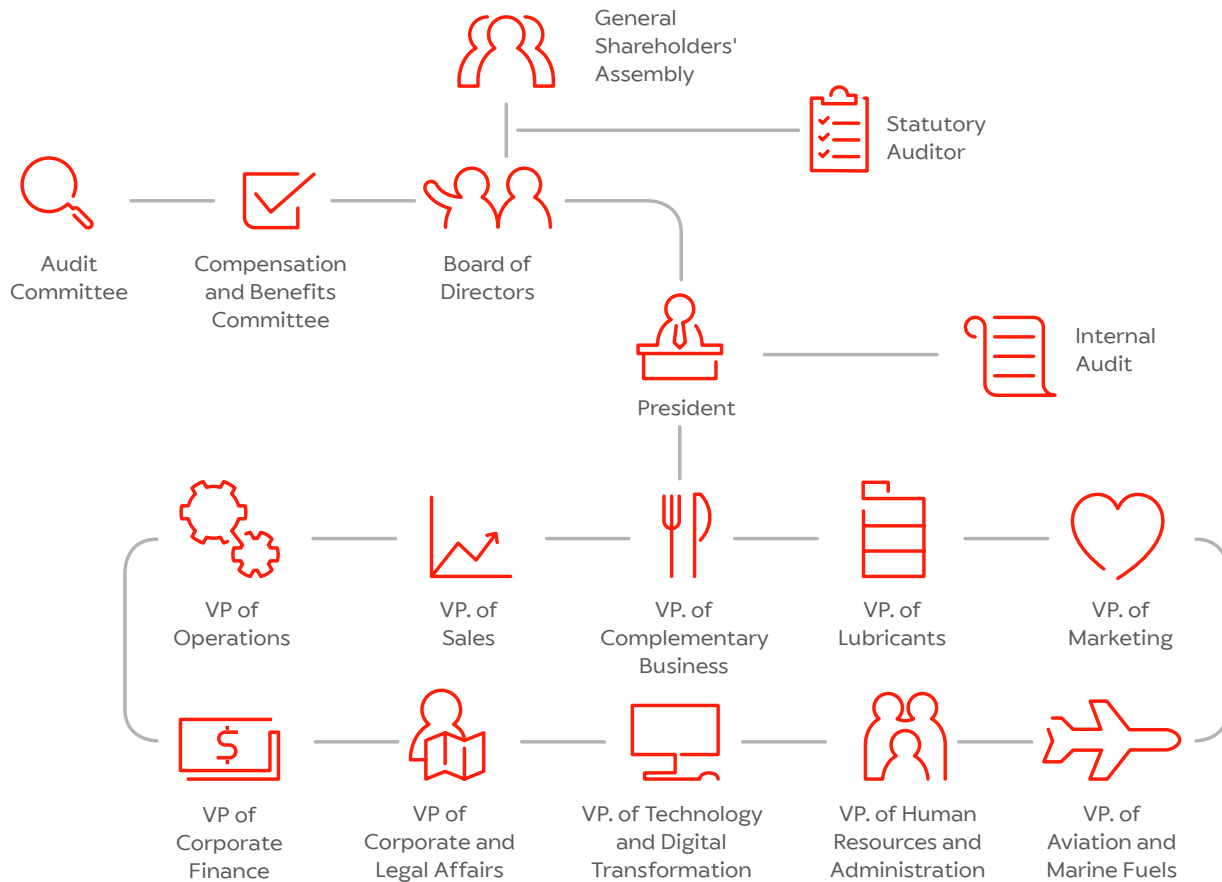 General
Shareholders'
Assembly
Statutory
Auditor
Audit
Committee
Compensation
and Benefits
Committee
Board of
Directors
President
Internal
Audit
VP of
Operations
VP. of
Sales
VP. of
Complementary
Business
VP. of
Lubricants
VP. of
Marketing
$
VP of
Corporate
Finance
VP of
Corporate and
Legal Affairs
VP. of Technology
and Digital
Transformation
VP. of Human
Resources and
Administration
VP. of
Aviation and
Marine Fuels